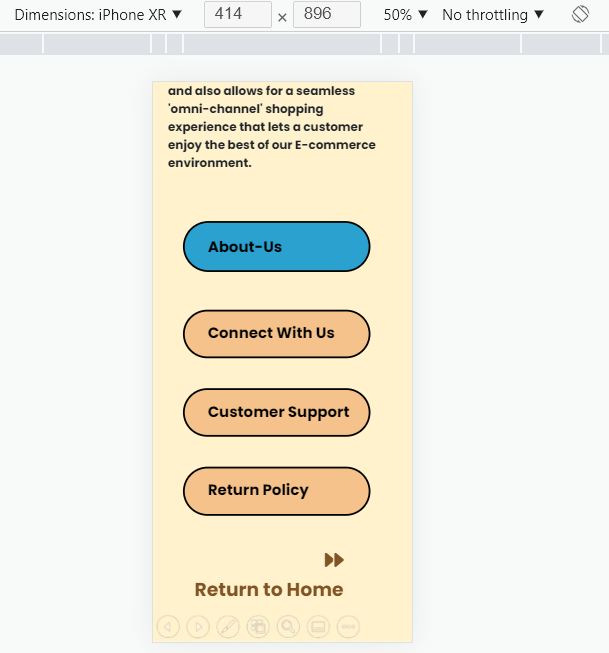 Dimensions: iPhone XR ▼ 414 × 896 50% ▼ No throttling ▼
and also allows for a seamless
'omni-channel' shopping
experience that lets a customer
enjoy the best of our E-commerce
environment.
About-Us
Connect With Us
Customer Support
Return Policy
Return to Home